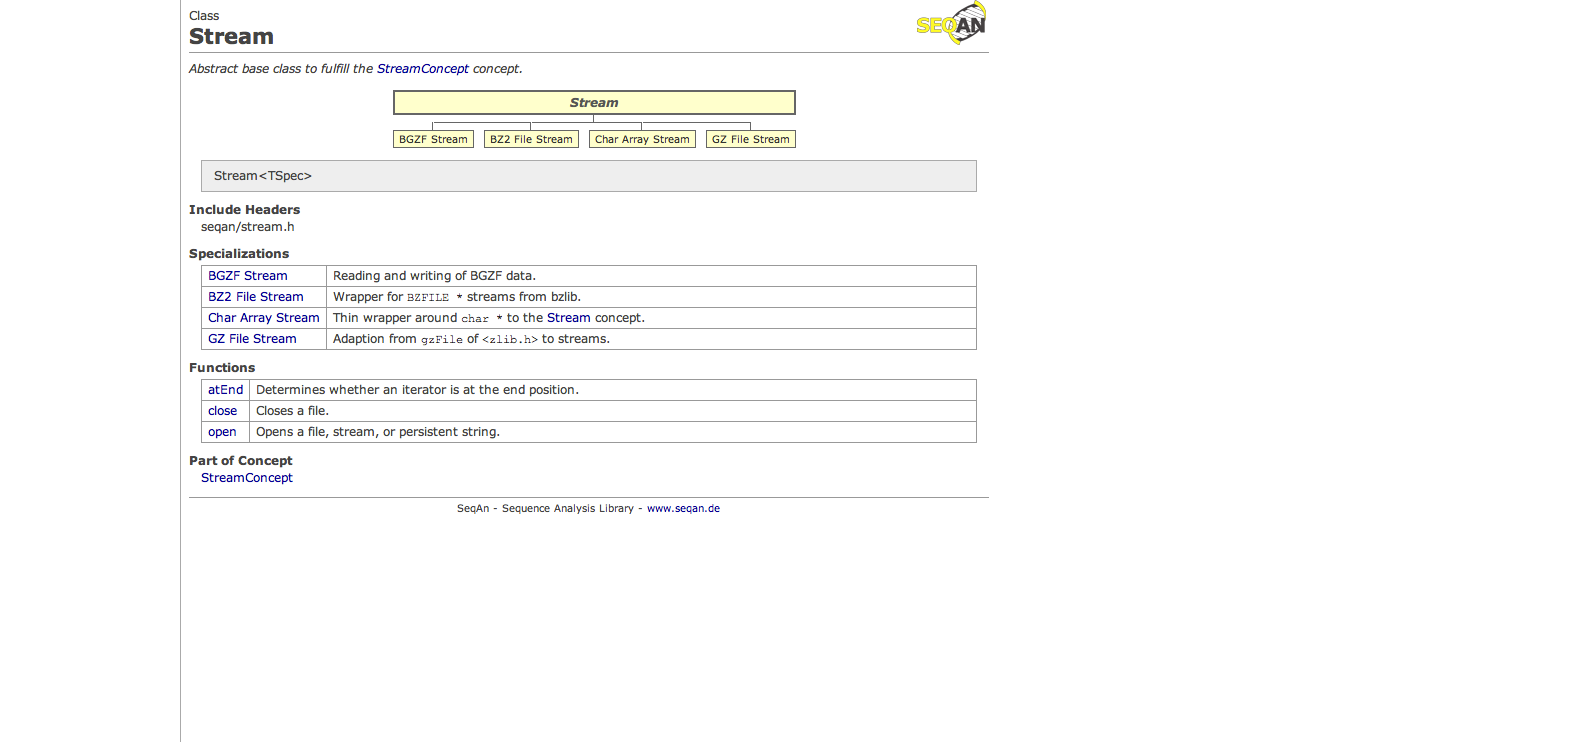 Class
Stream
SEQAN
Abstract base class to fulfill the StreamConcept concept.
Stream
BGZF Stream BZ2 File Stream Char Array Stream GZ File Stream
Stream<TSpec>
Include Headers
seqan/stream.h
Specializations
BGZF Stream Reading and writing of BGZF data.
BZ2 File Stream Wrapper for BZFILE * streams from bzlib.
Char Array Stream Thin wrapper around char * to the Stream concept.
GZ File Stream Adaption from gzFile of <zlib.h> to streams.
Functions
atEnd Determines whether an iterator is at the end position.
close Closes a file.
open Opens a file, stream, or persistent string.
Part of Concept
StreamConcept
SeqAn - Sequence Analysis Library - www.seqan.de